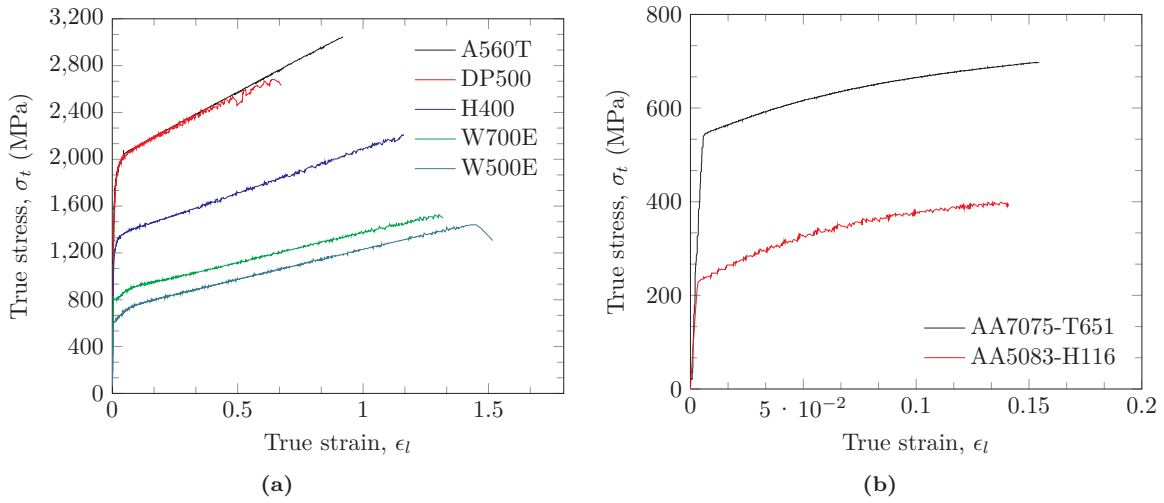 3,200
2,800
2,400
2,000
1,600
1,200
800
400
0
True stress, σt (MPa)
A560T
DP500
H400
W700E
W500E
0 0.5 1 1.5
True strain, ϵl
(a)
800
600
400
200
0
True stress, σt (MPa)
AA7075-T651
AA5083-H116
0 5 · 10−2 0.1 0.15 0.2
True strain, ϵl
(b)